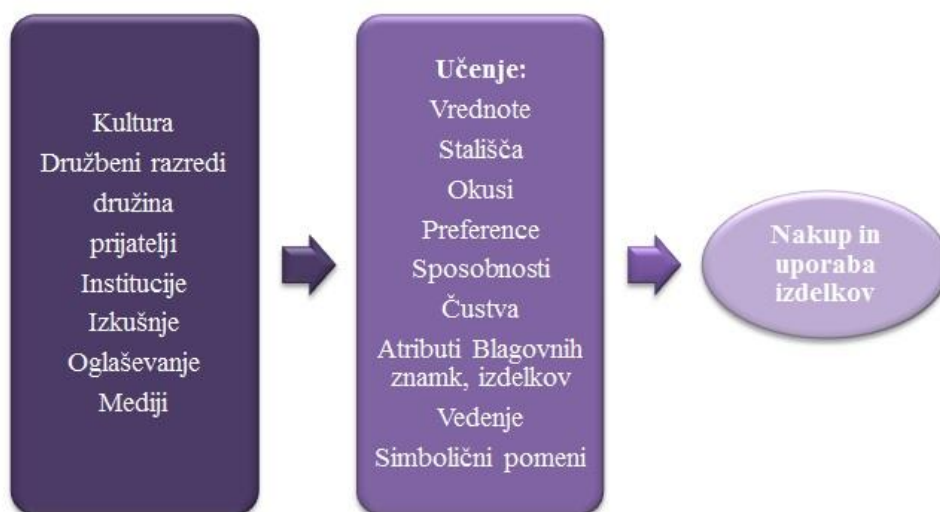 Kultura
Družbeni razredi
družina
prijatelji
Institucije
Izkušnje
Oglaševanje
Mediji
Učenje:
Vrednote
Stališča
Okusi
Preference
Sposobnosti
Čustva
Atributi Blagovnih
znamk, izdelkov
Vedenje
Simbolični pomeni
Nakup in
uporaba
izdelkov